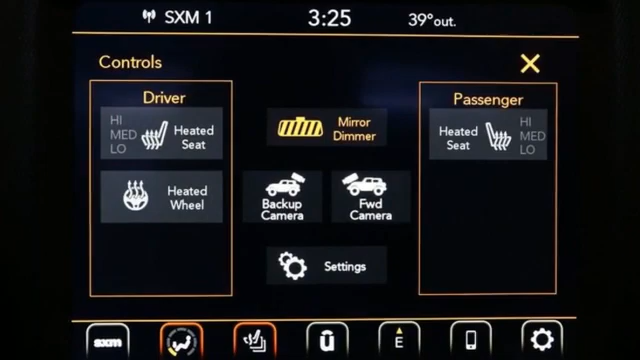 SXM 1
3:25
39°out.
Controls
Driver
HI
MED
LO
Heated
Seat
Heated
Wheel
Mirror
Dimmer
Backup
Camera
Fwd
Camera
Settings
Passenger
Heated
Seat
HI
MED
LO
sxm
E